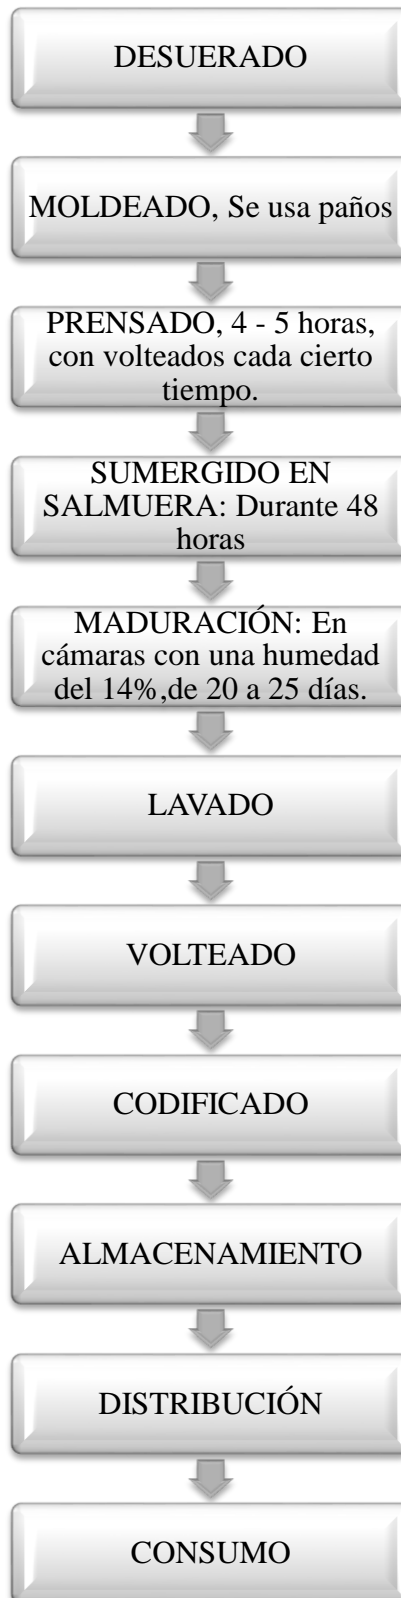 DESUERADO
MOLDEADO, Se usa paños
PRENSADO, 4 - 5 horas,
con volteados cada cierto
tiempo.
SUMERGIDO EN
SALMUERA: Durante 48
horas
MADURACIÓN: En
cámaras con una humedad
del 14%,de 20 a 25 días.
LAVADO
VOLTEADO
CODIFICADO
ALMACENAMIENTO
DISTRIBUCIÓN
CONSUMO